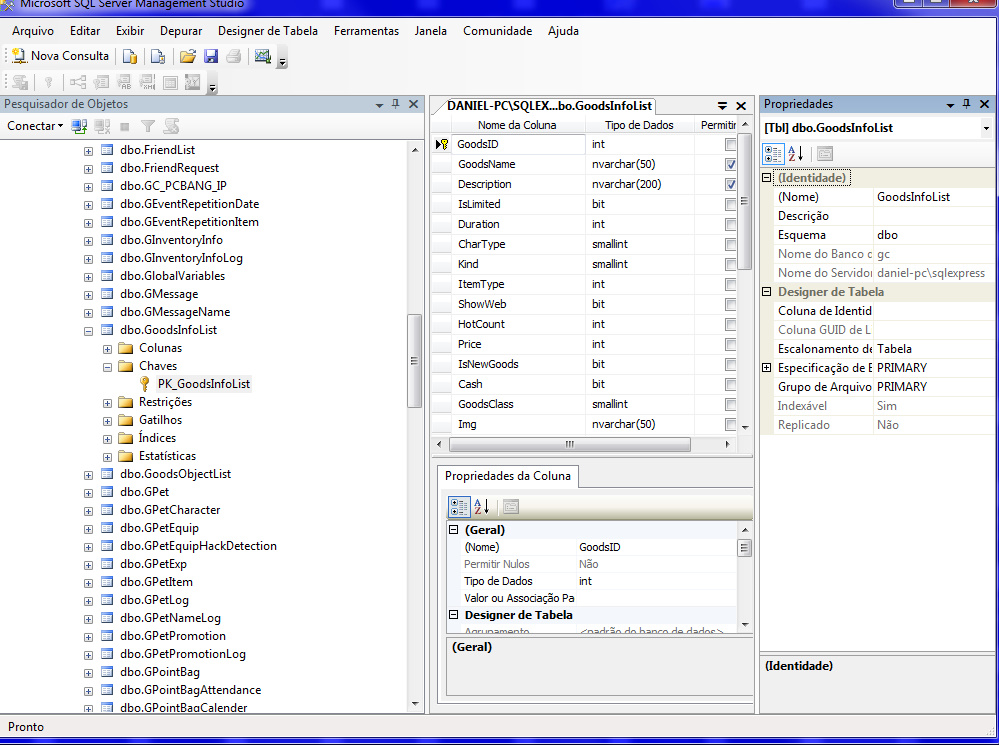 Microsoft SQL Server Management Studio
Arquivo Editar Exibir Depurar Designer de Tabela Ferramentas Janela Comunidade Ajuda
Nova Consulta
Pesquisador de Objetos
Conectar
dbo.FriendList
dbo.FriendRequest
dbo.GC_PCBANG_IP
dbo.GEventRepetitionDate
dbo.GEventRepetitionItem
dbo.GInventoryInfo
dbo.GInventoryInfoLog
dbo.GlobalVariables
dbo.GMessage
dbo.GMessageName
dbo.GoodsInfoList
Colunas
Chaves
PK_GoodsInfoList
Restrições
Gatilhos
Índices
Estatísticas
dbo.GoodsObjectList
dbo.GPet
dbo.GPetCharacter
dbo.GPetEquip
dbo.GPetEquipHackDetection
dbo.GPetExp
dbo.GPetItem
dbo.GPetLog
dbo.GPetNameLog
dbo.GPetPromotion
dbo.GPetPromotionLog
dbo.GPointBag
dbo.GPointBagAttendance
dbo.GPointBagCalender
DANIEL-PC\SQLEX...bo.GoodsInfoList
Nome da Coluna Tipo de Dados Permitir
GoodsID int
GoodsName nvarchar(50)
Description nvarchar(200)
IsLimited bit
Duration int
CharType smallint
Kind smallint
ItemType int
ShowWeb bit
HotCount int
Price int
IsNewGoods bit
Cash bit
GoodsClass smallint
Img nvarchar(50)
Propriedades da Coluna
(Geral)
(Nome) GoodsID
Permitir Nulos Não
Tipo de Dados int
Valor ou Associação Pa
Designer de Tabela
Agrupamento <padrão do banco de dados>
(Geral)
Propriedades
[Tbl] dbo.GoodsInfoList
(Identidade)
(Nome) GoodsInfoList
Descrição
Esquema dbo
Nome do Banco d gc
Nome do Servidor daniel-pc\sqlexpress
Designer de Tabela
Coluna de Identid
Coluna GUID de L
Escalonamento de Tabela
Especificação de E PRIMARY
Grupo de Arquivo PRIMARY
Indexável Sim
Replicado Não
(Identidade)
Pronto